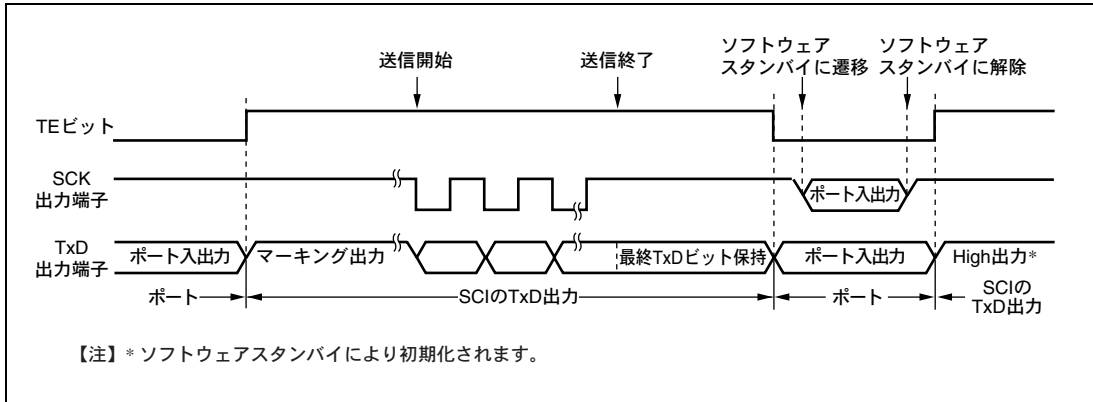 送信開始
送信終了
ソフトウェア
スタンバイに遷移
ソフトウェア
スタンバイに解除
TEビット
SCK
出力端子
ポート入出力
TxD
出力端子
ポート入出力
マーキング出力
最終TxDビット保持
ポート入出力
High出力*
ポート
SCIのTxD出力
ポート
SCIの
TxD出力
【注】* ソフトウェアスタンバイにより初期化されます。